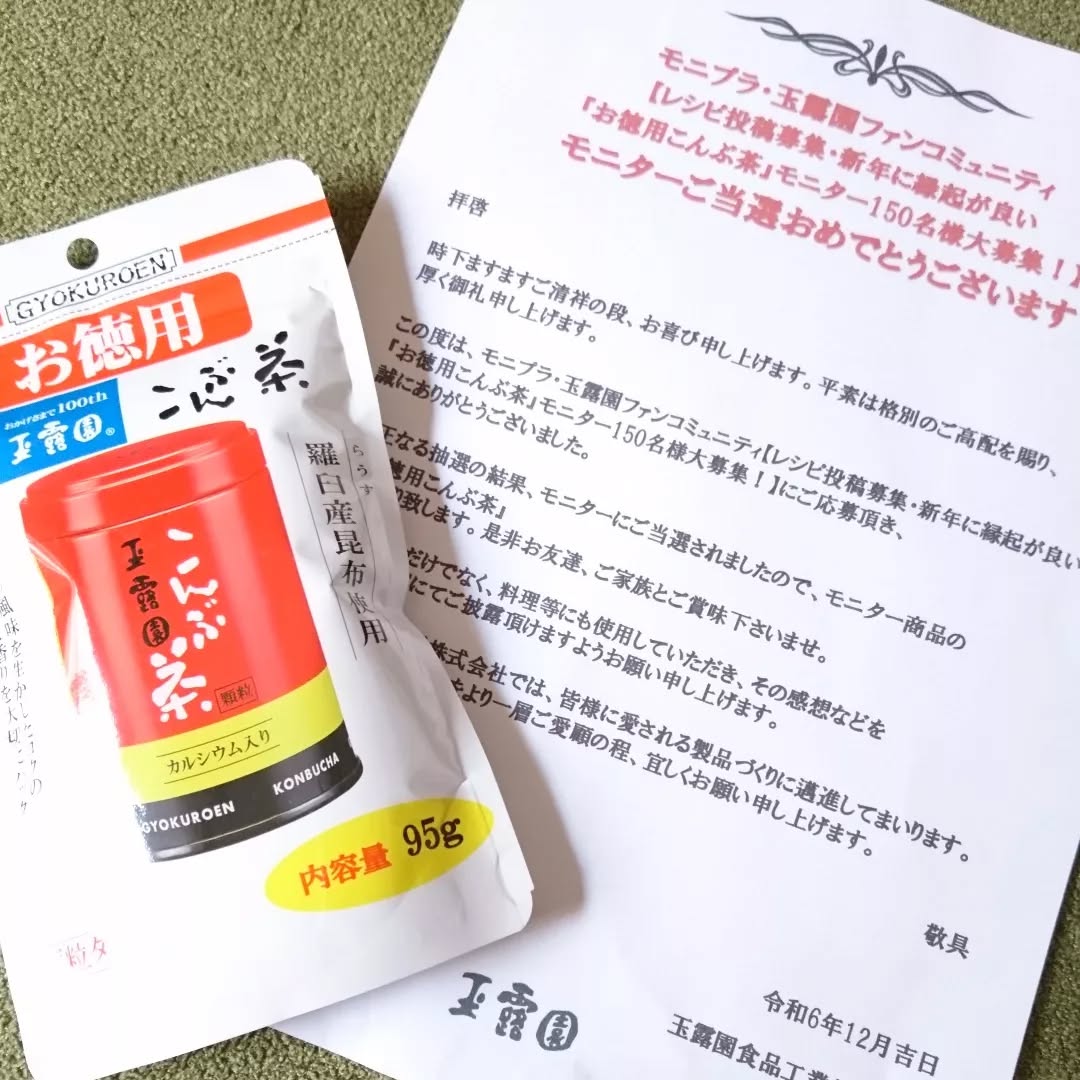 GYOKUROEN
お徳用
こんぶ茶
おかげさまで100th
玉露園®
らうす
羅臼産昆布使用
こんぶ茶
玉露園
顆粒
カルシウム入り
GYOKUROEN KONBUCHA
内容量 95g
モニプラ・玉露園ファンコミュニティ
【レシピ投稿募集・新年に縁起が良い
『お徳用こんぶ茶』モニター150名様大募集!】
モニターご当選おめでとうございます
拝啓
時下ますますご清祥の段、お喜び申し上げます。平素は格別のご高配を賜り、
厚く御礼申し上げます。
この度は、モニプラ・玉露園ファンコミュニティ【レシピ投稿募集・新年に縁起が良い
『お徳用こんぶ茶』モニター150名様大募集!】にご応募頂き、
誠にありがとうございました。
正なる抽選の結果、モニターにご当選されましたので、モニター商品の
徳用こんぶ茶』
致します。是非お友達、ご家族とご賞味下さいませ。
だけでなく、料理等にも使用していただき、その感想などを
にてご披露頂けますようお願い申し上げます。
株式会社では、皆様に愛される製品づくりに邁進してまいります。
より一層ご愛顧の程、宜しくお願い申し上げます。
敬具
玉露園
令和6年12月吉日
玉露園食品工業